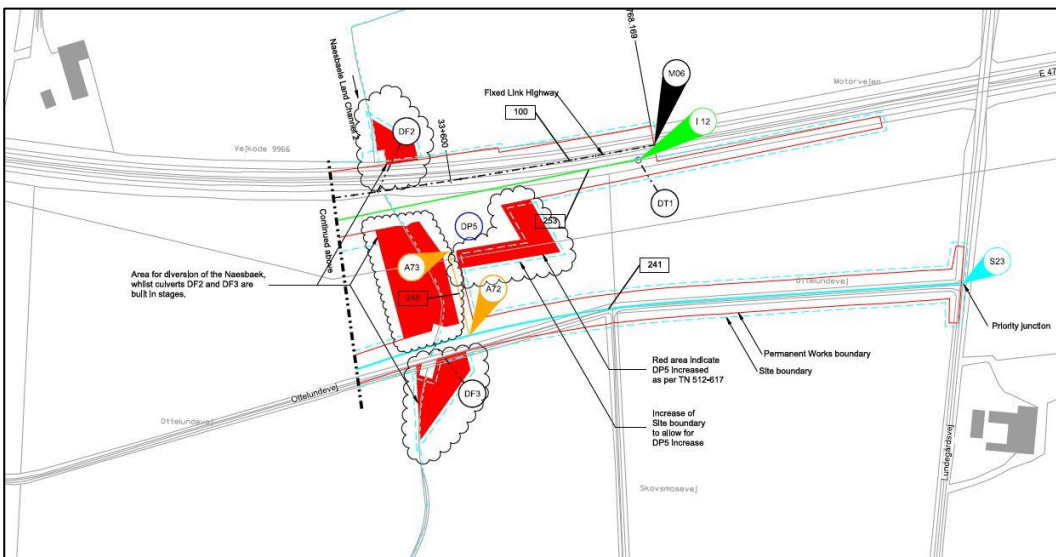 768.169
M06
Motorvejen
E 47
Naesbaele Land Channel 2
Fixed Link Highway
DF2
100
I 12
33+600
Vejkode 9966
DT1
DP5
253
Continued above
A73
241
S23
Area for diversion of the Naesbaek,
whilst culverts DF2 and DF3 are
built in stages.
240
A72
Ottelundevej
Priority junction
Permanent Works boundary
Site boundary
Red area indicate
DP5 increased
as per TN 512-617
Ottelundevej
DF3
Increase of
Site boundary
to allow for
DP5 increase
Ottelundevej
Lundegårdsvej
Skovsmosevej